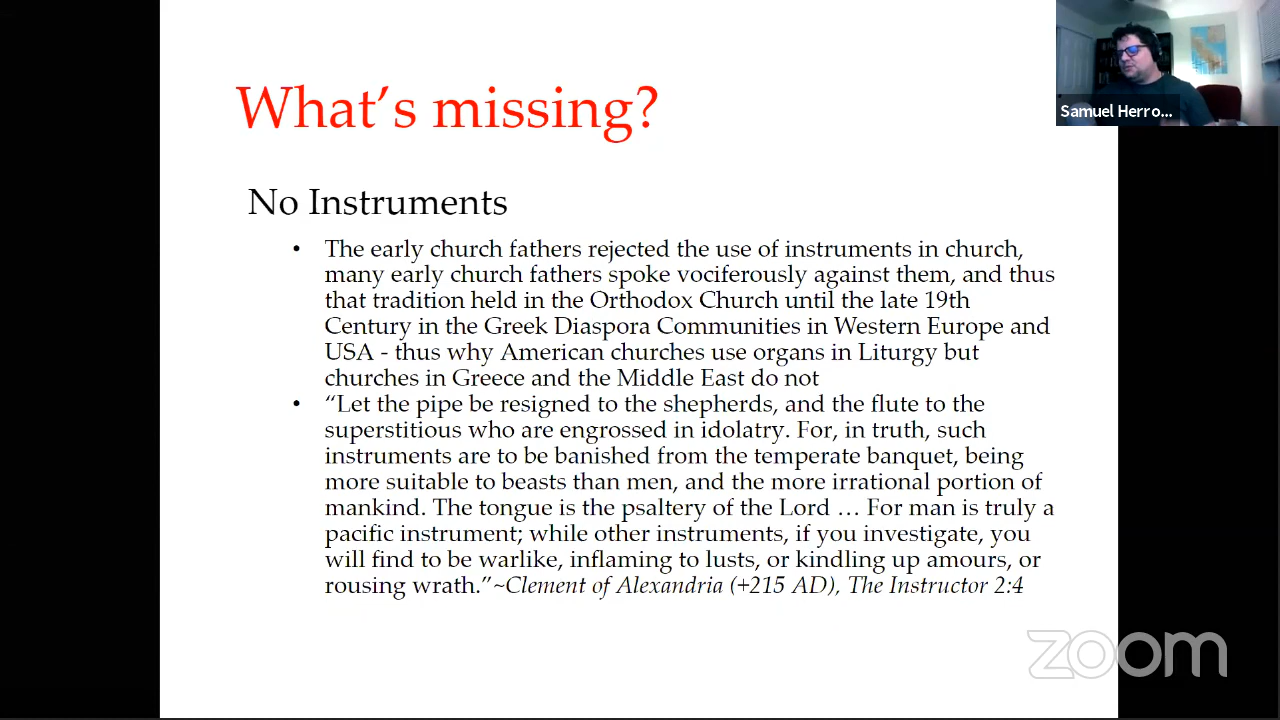 What's missing?
Samuel Herro...
No Instruments
• The early church fathers rejected the use of instruments in church,
many early church fathers spoke vociferously against them, and thus
that tradition held in the Orthodox Church until the late 19th
Century in the Greek Diaspora Communities in Western Europe and
USA - thus why American churches use organs in Liturgy but
churches in Greece and the Middle East do not
• “Let the pipe be resigned to the shepherds, and the flute to the
superstitious who are engrossed in idolatry. For, in truth, such
instruments are to be banished from the temperate banquet, being
more suitable to beasts than men, and the more irrational portion of
mankind. The tongue is the psaltery of the Lord … For man is truly a
pacific instrument; while other instruments, if you investigate, you
will find to be warlike, inflaming to lusts, or kindling up amours, or
rousing wrath.”~Clement of Alexandria (+215 AD), The Instructor 2:4
zoom